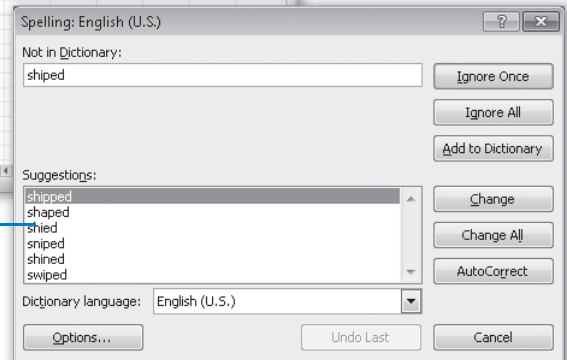 Spelling: English (U.S.)
Not in Dictionary:
shiped
Ignore Once
Ignore All
Add to Dictionary
Suggestions:
shipped
shaped
shied
sniped
shined
swiped
Change
Change All
AutoCorrect
Dictionary language: English (U.S.)
Options...
Undo Last
Cancel